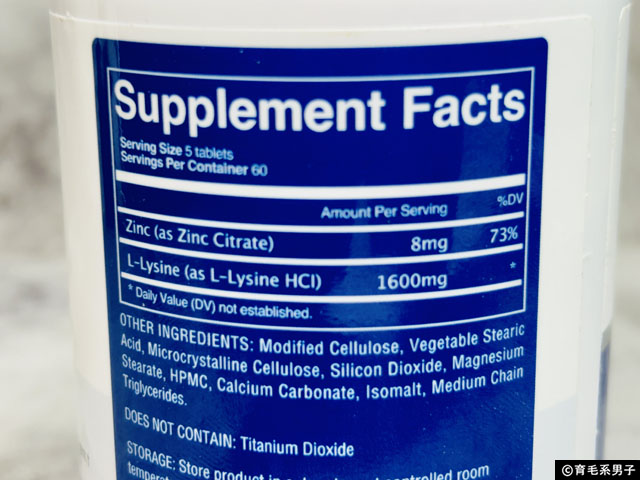 Supplement Facts
Serving Size 5 tablets
Servings Per Container 60
Amount Per Serving %DV
Zinc (as Zinc Citrate) 8mg 73%
L-Lysine (as L-Lysine HCl) 1600mg *
* Daily Value (DV) not established.
OTHER INGREDIENTS: Modified Cellulose, Vegetable Stearic
Acid, Microcrystalline Cellulose, Silicon Dioxide, Magnesium
Stearate, HPMC, Calcium Carbonate, Isomalt, Medium Chain
Triglycerides.
DOES NOT CONTAIN: Titanium Dioxide
STORAGE: Store product in controlled room
©育毛系男子